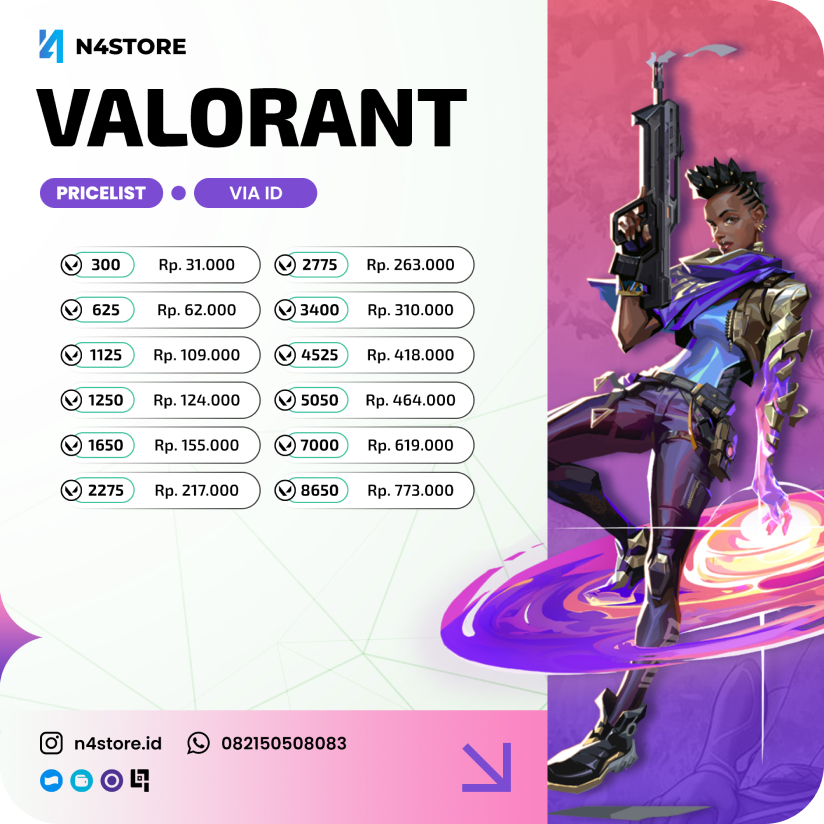 N4STORE
VALORANT
PRICELIST VIA ID
300 Rp. 31.000
625 Rp. 62.000
1125 Rp. 109.000
1250 Rp. 124.000
1650 Rp. 155.000
2275 Rp. 217.000
2775 Rp. 263.000
3400 Rp. 310.000
4525 Rp. 418.000
5050 Rp. 464.000
7000 Rp. 619.000
8650 Rp. 773.000
n4store.id 082150508083